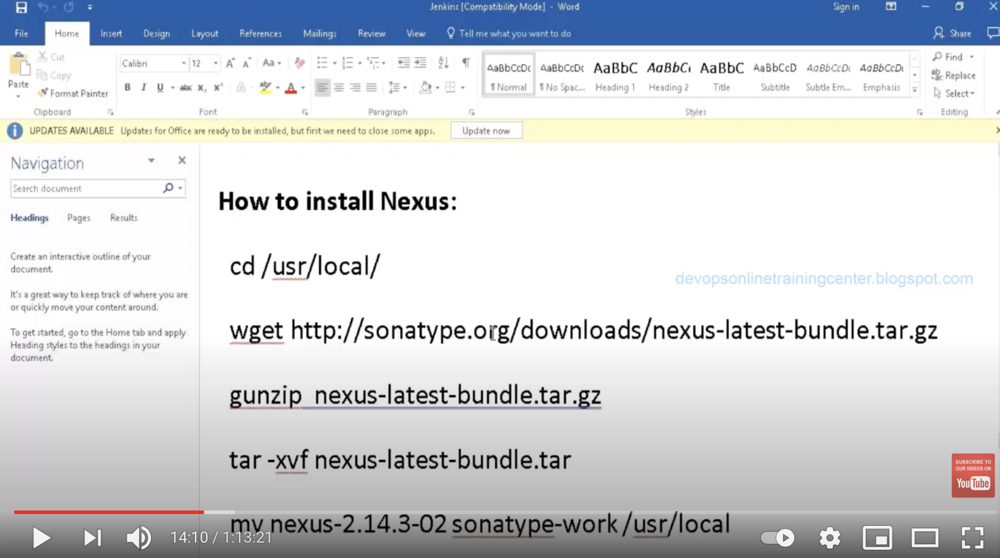 Jenkins [Compatibility Mode] - Word
Sign in
File Home Insert Design Layout References Mailings Review View Tell me what you want to do Share
Cut
Copy
Format Painter
Paste
Clipboard
Calibri 12
Aa
B I U abc x₂ x²
A
Font
Paragraph
AaBbCcDc AaBbCcDc AaBbC AaBbCc AaBbC AaBbCcD AaBbCcDc AaBbCcDc
¶ Normal ¶ No Spac... Heading 1 Heading 2 Title Subtitle Subtle Em... Emphasis
Styles
Find
Replace
Select
Editing
UPDATES AVAILABLE Updates for Office are ready to be installed, but first we need to close some apps. Update now
Navigation
Search document
Headings Pages Results
Create an interactive outline of your
document.
It's a great way to keep track of where you are
or quickly move your content around.
To get started, go to the Home tab and apply
Heading styles to the headings in your
document.
How to install Nexus:
cd /usr/local/
devopsonlinetrainingcenter.blogspot.com
wget http://sonatype.org/downloads/nexus-latest-bundle.tar.gz
gunzip nexus-latest-bundle.tar.gz
tar -xvf nexus-latest-bundle.tar
mv nexus-2.14.3-02 sonatype-work /usr/local
SUBSCRIBE TO
OUR VIDEOS ON
YouTube
14:10 / 1:13:21